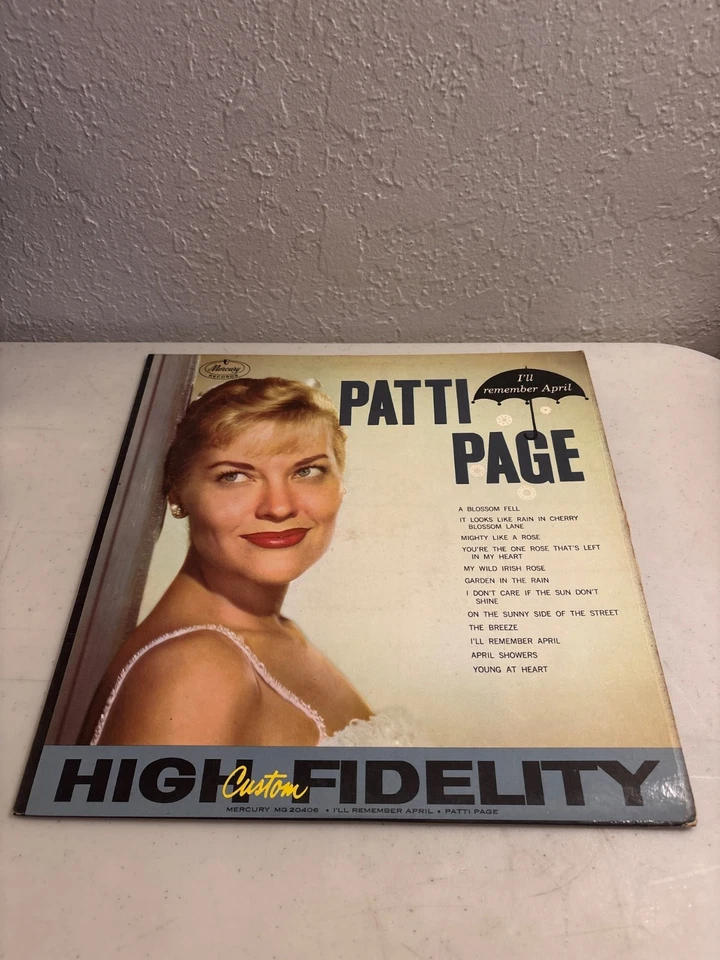 Mercury
RECORDS
PATTI
I'll
remember April
PAGE
A BLOSSOM FELL
IT LOOKS LIKE RAIN IN CHERRY
BLOSSOM LANE
MIGHTY LIKE A ROSE
YOU'RE THE ONE ROSE THAT'S LEFT
IN MY HEART
MY WILD IRISH ROSE
GARDEN IN THE RAIN
I DON'T CARE IF THE SUN DON'T
SHINE
ON THE SUNNY SIDE OF THE STREET
THE BREEZE
I'LL REMEMBER APRIL
APRIL SHOWERS
YOUNG AT HEART
HIGH Custom FIDELITY
MERCURY MG 20406 • I'LL REMEMBER APRIL • PATTI PAGE